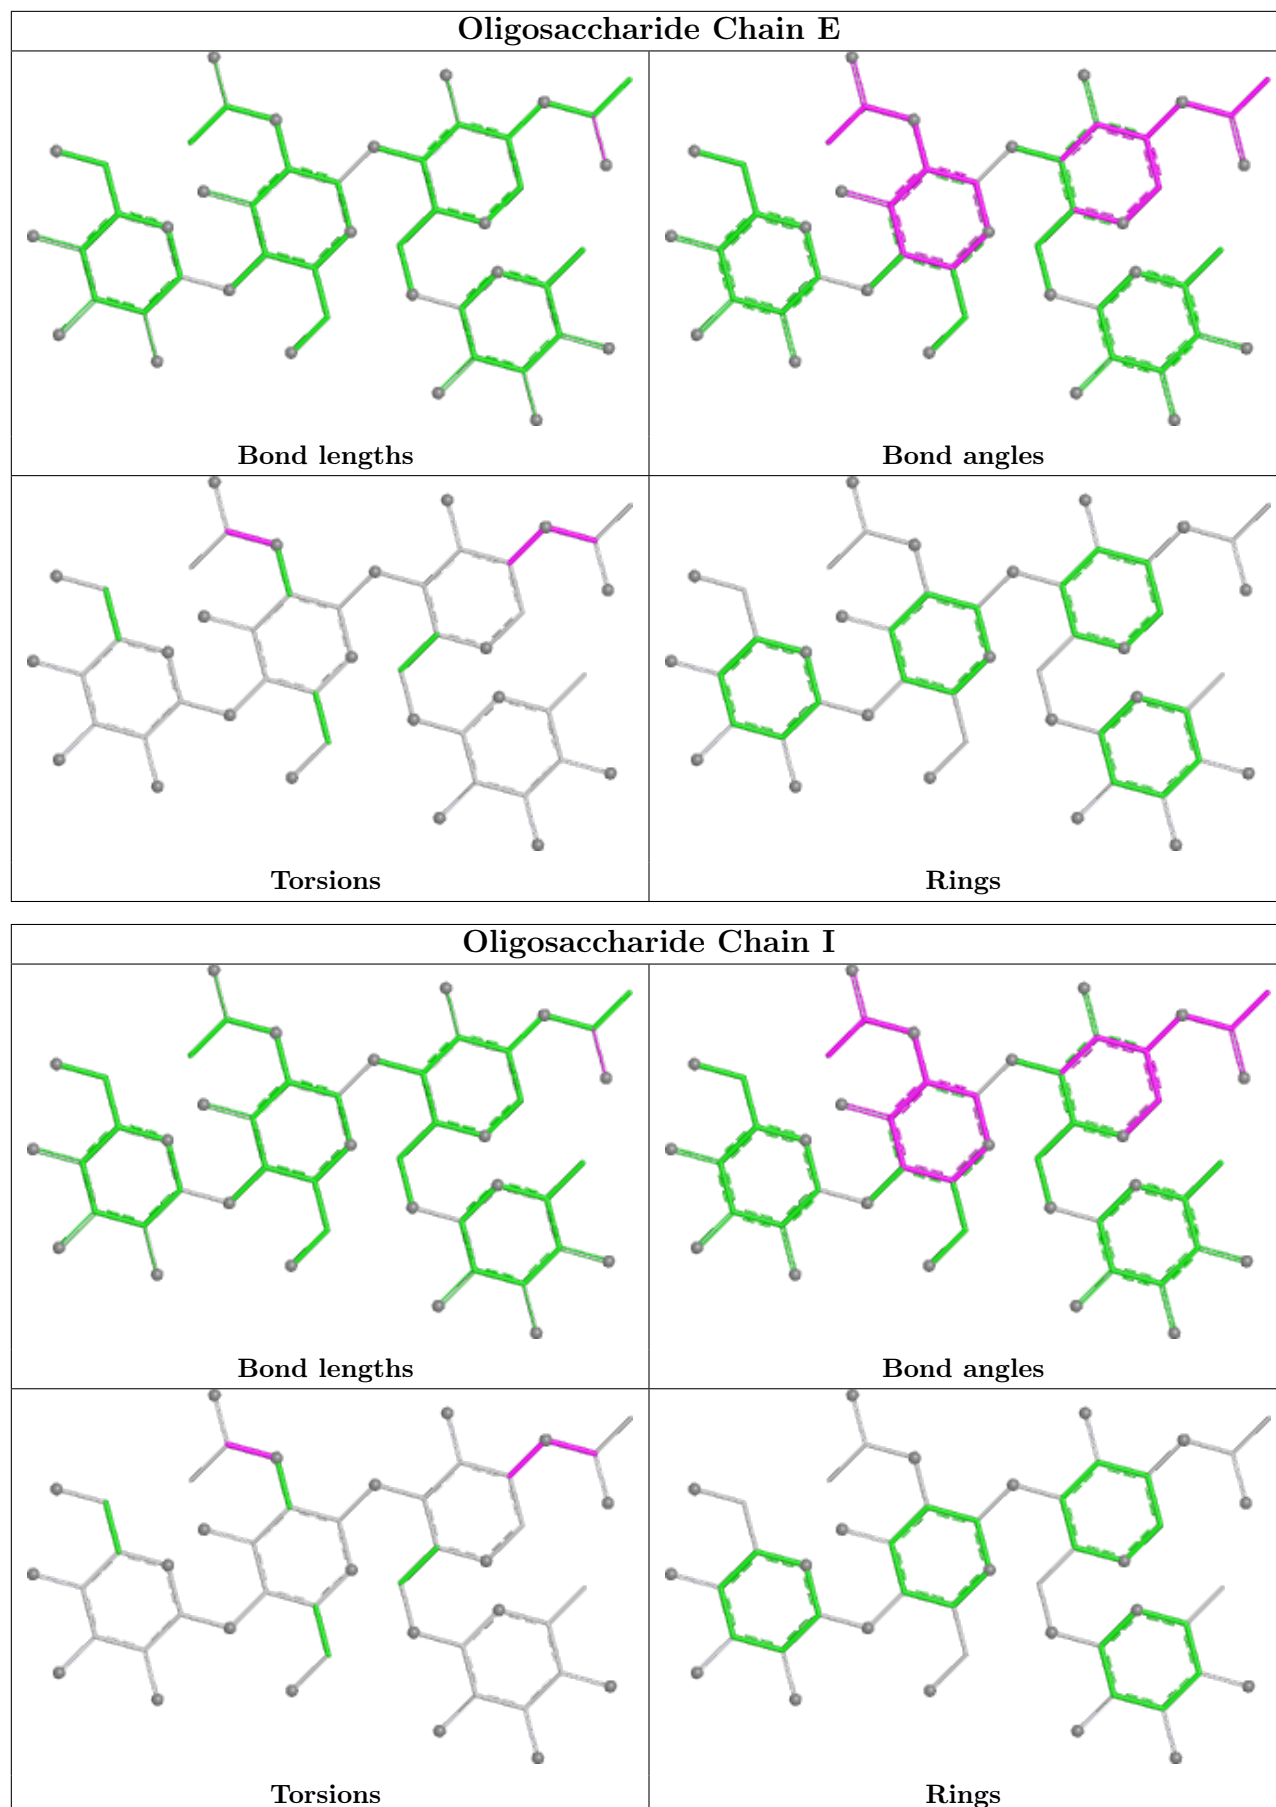 Oligosaccharide Chain E
Bond lengths
Bond angles
Torsions
Rings
Oligosaccharide Chain I
Bond lengths
Bond angles
Torsions
Rings